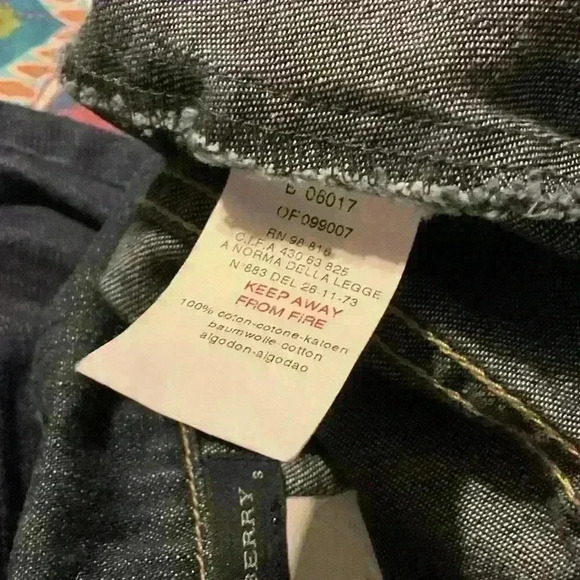 B 06017
OF099007
RN 98 816
C.I.F.A 430 63 825
A NORMA DELLA LEGGE
N°883 DEL 26-11-73
KEEP AWAY
FROM FIRE
100% coton-cotone-katoen
baumwolle-cotton
algodon-algodao
BERRY
S